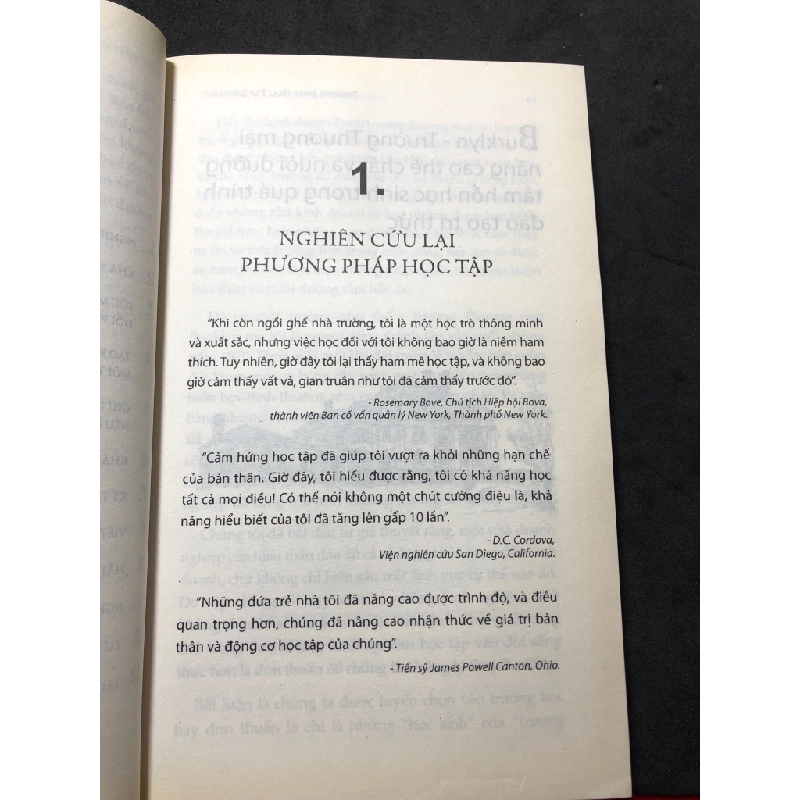 1.
NGHIÊN CỨU LẠI
PHƯƠNG PHÁP HỌC TẬP
"Khi còn ngồi ghế nhà trường, tôi là một học trò thông minh
và xuất sắc, nhưng việc học đối với tôi không bao giờ là niềm ham
thích. Tuy nhiên, giờ đây tôi lại thấy ham mê học tập, và không bao
giờ cảm thấy vất vả, gian truân như tôi đã cảm thấy trước đó".
- Rosemary Bove, Chủ tịch Hiệp hội Bova,
thành viên Ban cố vấn quản lý New York, Thành phố New York.
"Cảm hứng học tập đã giúp tôi vượt ra khỏi những hạn chế
của bản thân. Giờ đây, tôi hiểu được rằng, tôi có khả năng học
tất cả mọi điều! Có thể nói không một chút cường điệu là, khả
năng hiểu biết của tôi đã tăng lên gấp 10 lần".
- D.C. Cordova,
Viện nghiên cứu San Diego, California.
"Những đứa trẻ nhà tôi đã nâng cao được trình độ, và điều
quan trọng hơn, chúng đã nâng cao nhận thức về giá trị bản
thân và động cơ học tập của chúng".
- Tiến sỹ James Powell Canton, Ohio.